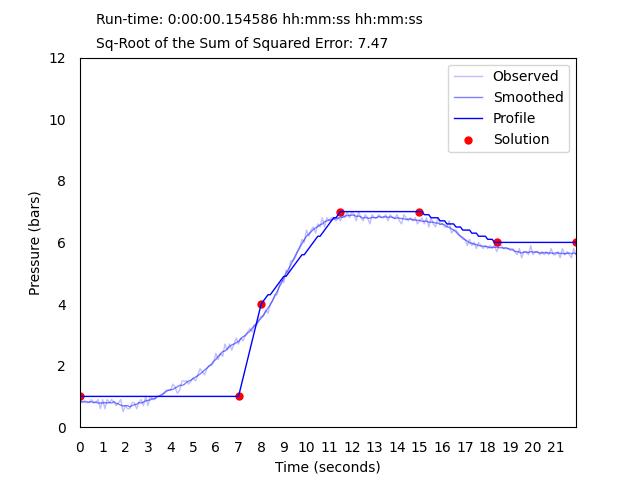 Run-time: 0:00:00.154586 hh:mm:ss hh:mm:ss
Sq-Root of the Sum of Squared Error: 7.47
12
10
8
6
4
2
0
Pressure (bars)
Observed
Smoothed
Profile
Solution
0 1 2 3 4 5 6 7 8 9 10 11 12 13 14 15 16 17 18 19 20 21
Time (seconds)